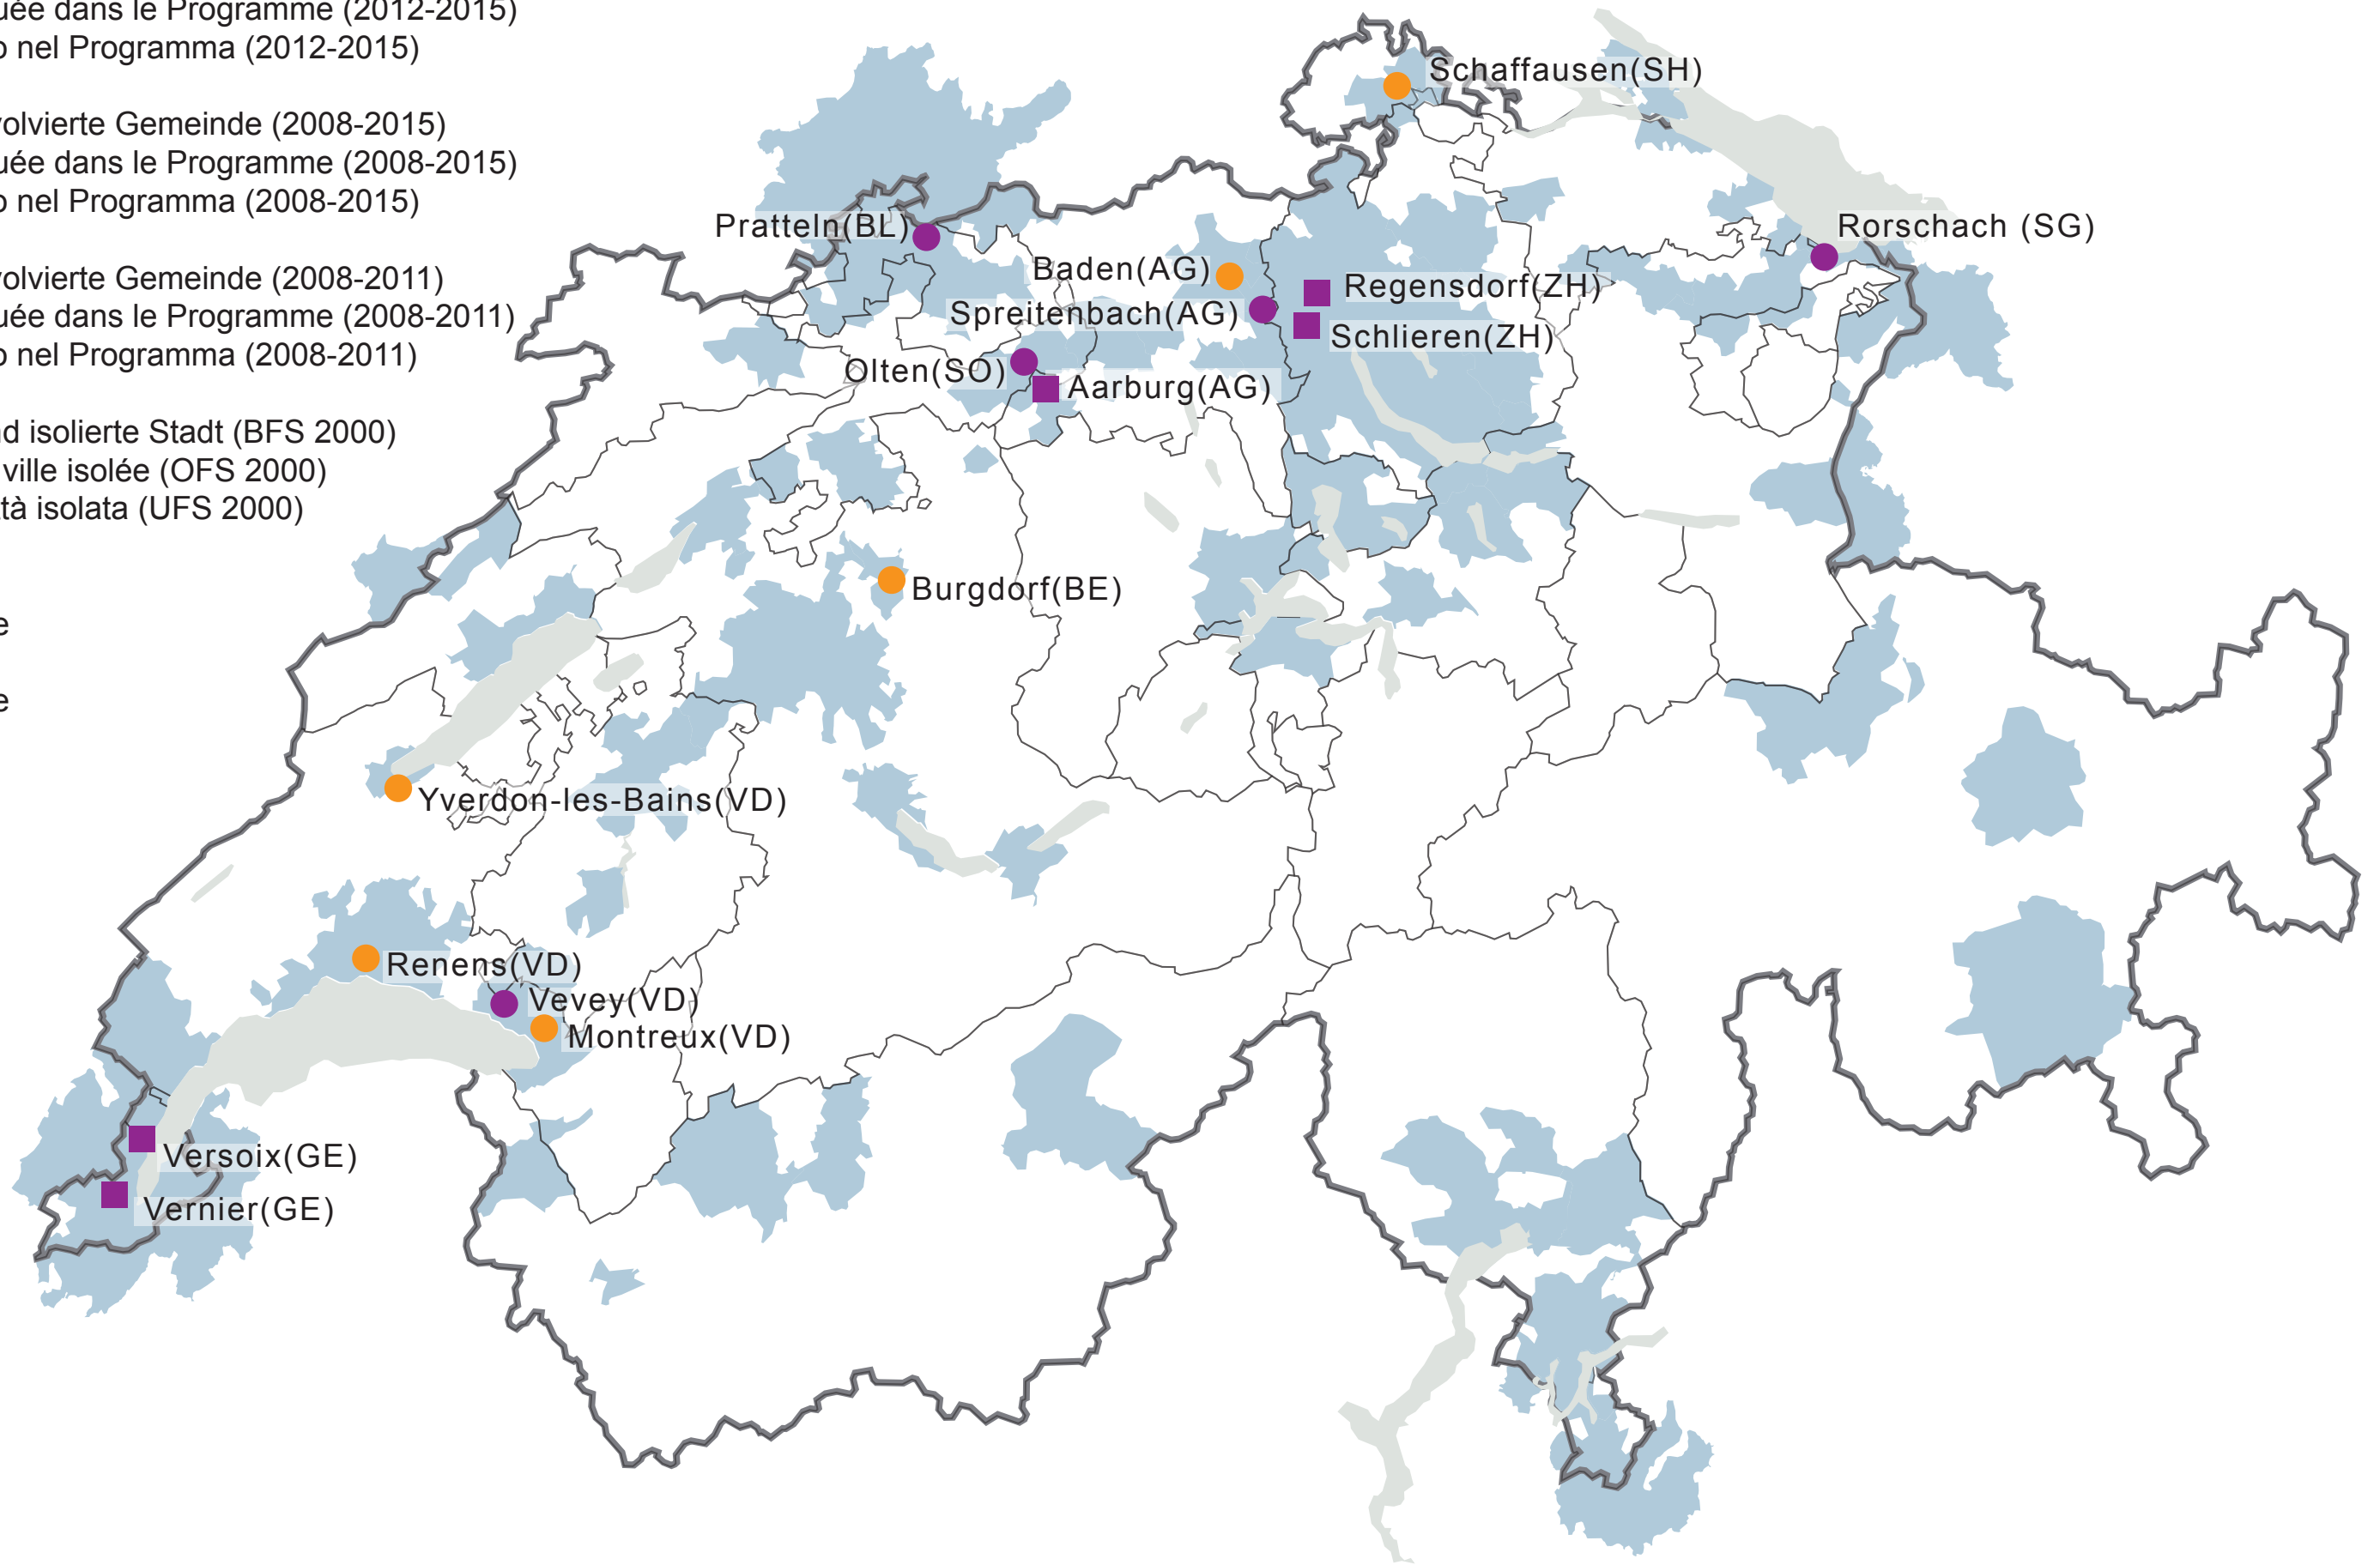 uée dans le Programme (2012-2015)
o nel Programma (2012-2015)
volvierte Gemeinde (2008-2015)
uée dans le Programme (2008-2015)
o nel Programma (2008-2015)
volvierte Gemeinde (2008-2011)
uée dans le Programme (2008-2011)
o nel Programma (2008-2011)
nd isolierte Stadt (BFS 2000)
ville isolée (OFS 2000)
ttà isolata (UFS 2000)
e
e
Schaffausen(SH)
Pratteln(BL)
Rorschach (SG)
Baden(AG)
Regensdorf(ZH)
Spreitenbach(AG)
Schlieren(ZH)
Olten(SO)
Aarburg(AG)
Burgdorf(BE)
Yverdon-les-Bains(VD)
Renens(VD)
Vevey(VD)
Montreux(VD)
Versoix(GE)
Vernier(GE)